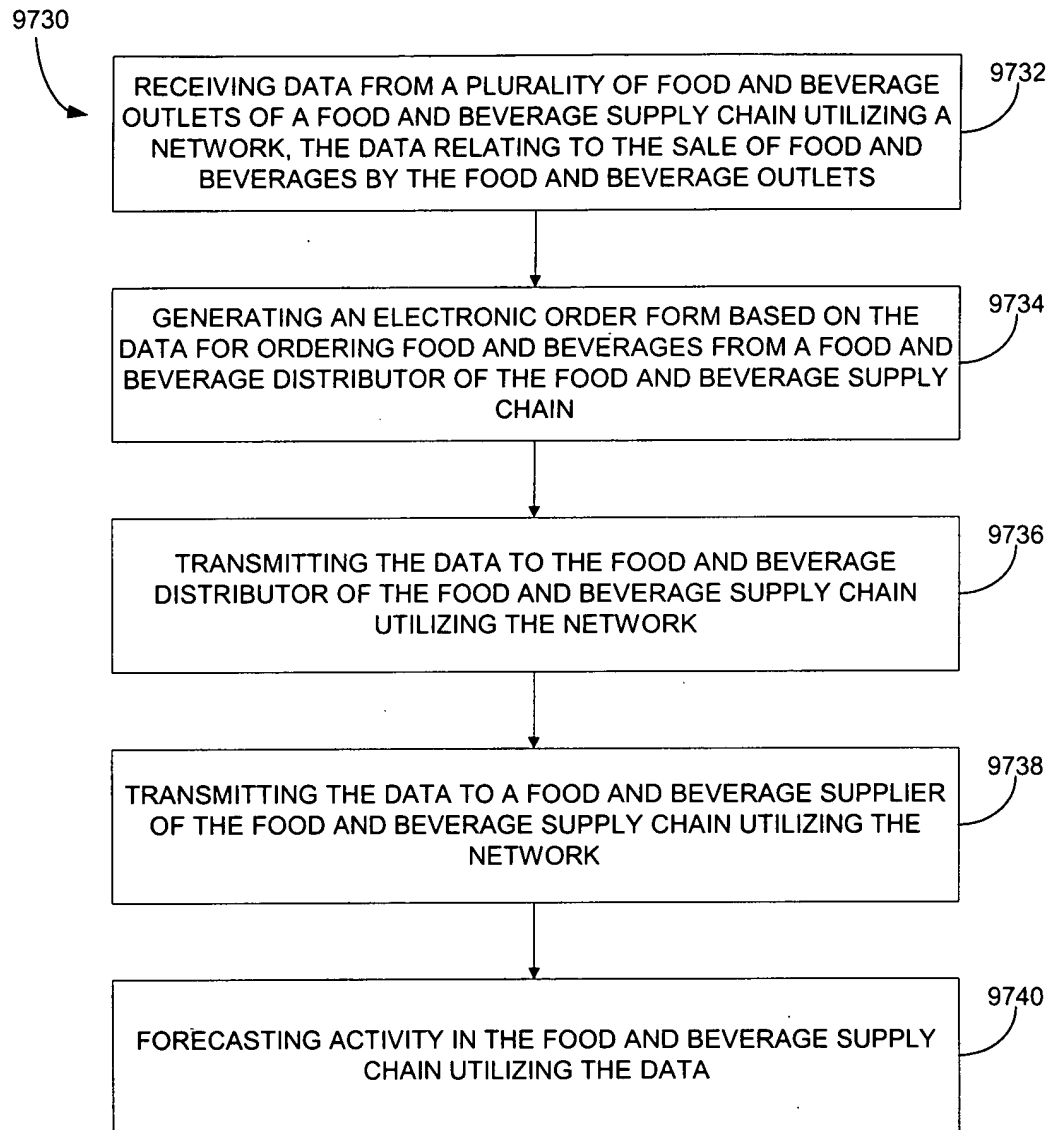 9730
RECEIVING DATA FROM A PLURALITY OF FOOD AND BEVERAGE
OUTLETS OF A FOOD AND BEVERAGE SUPPLY CHAIN UTILIZING A
NETWORK, THE DATA RELATING TO THE SALE OF FOOD AND
BEVERAGES BY THE FOOD AND BEVERAGE OUTLETS
9732
GENERATING AN ELECTRONIC ORDER FORM BASED ON THE
DATA FOR ORDERING FOOD AND BEVERAGES FROM A FOOD AND
BEVERAGE DISTRIBUTOR OF THE FOOD AND BEVERAGE SUPPLY
CHAIN
9734
TRANSMITTING THE DATA TO THE FOOD AND BEVERAGE
DISTRIBUTOR OF THE FOOD AND BEVERAGE SUPPLY CHAIN
UTILIZING THE NETWORK
9736
TRANSMITTING THE DATA TO A FOOD AND BEVERAGE SUPPLIER
OF THE FOOD AND BEVERAGE SUPPLY CHAIN UTILIZING THE
NETWORK
9738
FORECASTING ACTIVITY IN THE FOOD AND BEVERAGE SUPPLY
CHAIN UTILIZING THE DATA
9740